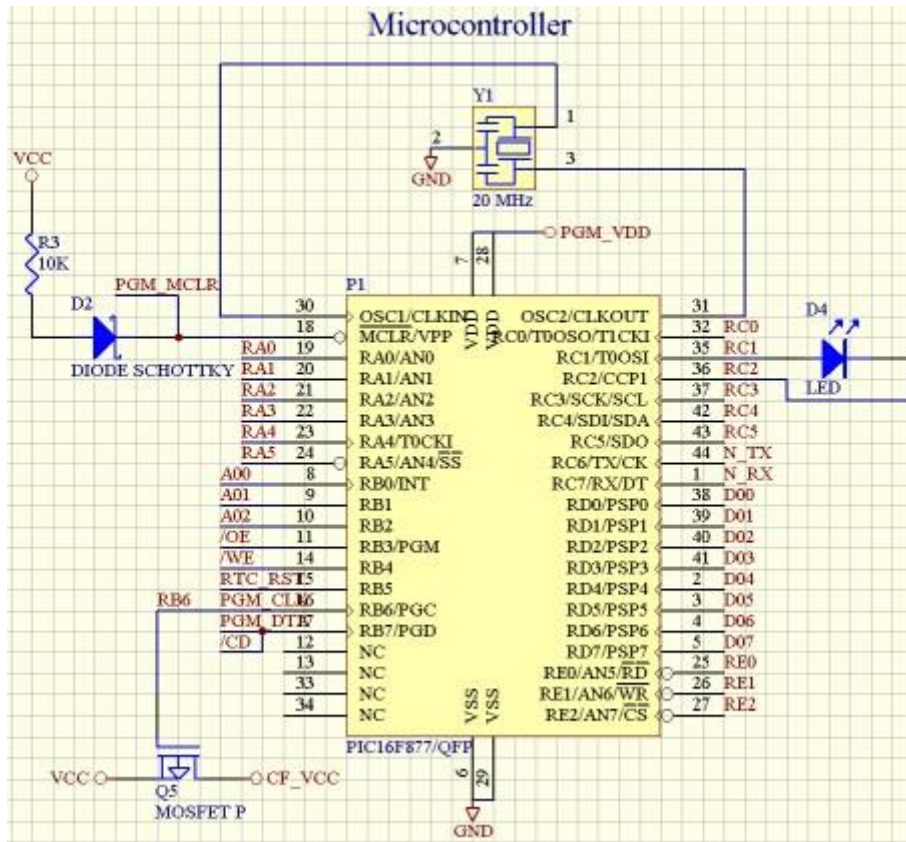 Microcontroller
Y1
1
2
3
GND
20 MHz
VCC
R3
10K
PGM_VDD
7
28
P1
PGM_MCLR
D2
DIODE SCHOTTKY
30 OSC1/CLKIN
18 MCLR/VPP
RA0 19 RA0/AN0
RA1 20 RA1/AN1
RA2 21 RA2/AN2
RA3 22 RA3/AN3
RA4 23 RA4/T0CKI
RA5 24 RA5/AN4/SS
A00 8 RB0/INT
A01 9 RB1
A02 10 RB2
/OE 11 RB3/PGM
/WE 14 RB4
RTC_RST 15 RB5
RB6 PGM_CLK 16 RB6/PGC
PGM_DTA 17 RB7/PGD
/CD
12 NC
13 NC
33 NC
34 NC
VDD VDD
OSC2/CLKOUT 31
RC0/T0OSO/T1CKI 32 RC0
RC1/T0OSI 35 RC1
RC2/CCP1 36 RC2
RC3/SCK/SCL 37 RC3
RC4/SDI/SDA 42 RC4
RC5/SDO 43 RC5
RC6/TX/CK 44 N_TX
RC7/RX/DT 1 N_RX
RD0/PSP0 38 D00
RD1/PSP1 39 D01
RD2/PSP2 40 D02
RD3/PSP3 41 D03
RD4/PSP4 2 D04
RD5/PSP5 3 D05
RD6/PSP6 4 D06
RD7/PSP7 5 D07
RE0/AN5/RD 25 RE0
RE1/AN6/WR 26 RE1
RE2/AN7/CS 27 RE2
D4
LED
VSS VSS
PIC16F877/QFP
6
29
GND
VCC
CF_VCC
Q5
MOSFET P